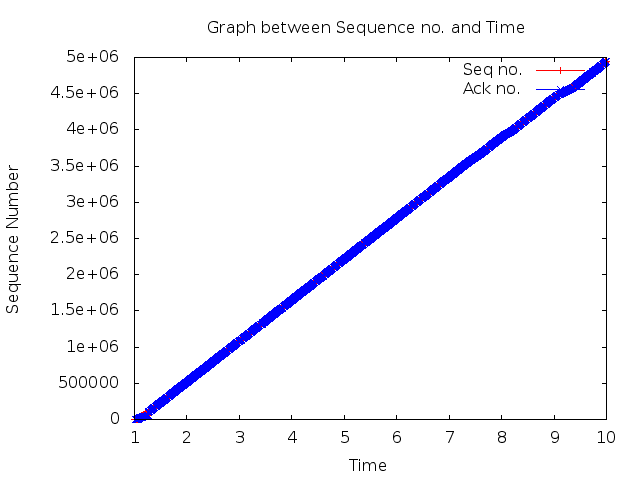 Graph between Sequence no. and Time
5e+06
4.5e+06
4e+06
3.5e+06
3e+06
2.5e+06
2e+06
1.5e+06
1e+06
500000
0
Sequence Number
Seq no.
Ack no.
1 2 3 4 5 6 7 8 9 10
Time